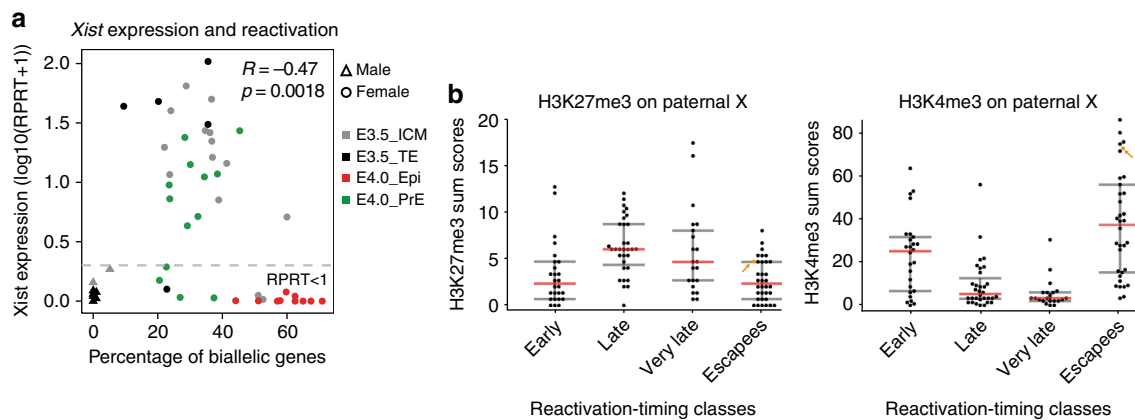 a
Xist expression and reactivation
Xist expression (log10(RPRT+1))
2.0
1.5
1.0
0.5
0.0
R = –0.47
p = 0.0018
RPRT<1
0
20
40
60
Percentage of biallelic genes
Male
Female
E3.5_ICM
E3.5_TE
E4.0_Epi
E4.0_PrE
b
H3K27me3 on paternal X
H3K27me3 sum scores
20
15
10
5
0
Early
Late
Very late
Escapees
Reactivation-timing classes
H3K4me3 on paternal X
H3K4me3 sum scores
80
60
40
20
0
Early
Late
Very late
Escapees
Reactivation-timing classes